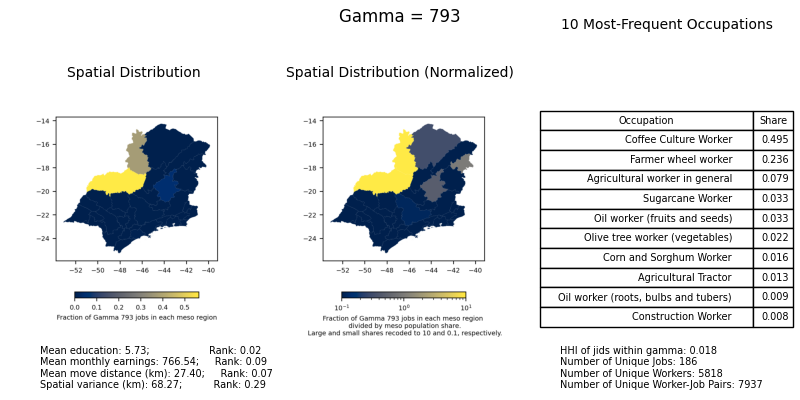 Gamma = 793
10 Most-Frequent Occupations
Spatial Distribution
Spatial Distribution (Normalized)
−14
−16
−18
−20
−22
−24
−52 −50 −48 −46 −44 −42 −40
0.0 0.1 0.2 0.3 0.4 0.5
Fraction of Gamma 793 jobs in each meso region
−14
−16
−18
−20
−22
−24
−52 −50 −48 −46 −44 −42 −40
10⁻¹ 10⁰ 10¹
Fraction of Gamma 793 jobs in each meso region
divided by meso population share.
Large and small shares recoded to 10 and 0.1, respectively.
Occupation Share
Coffee Culture Worker 0.495
Farmer wheel worker 0.236
Agricultural worker in general 0.079
Sugarcane Worker 0.033
Oil worker (fruits and seeds) 0.033
Olive tree worker (vegetables) 0.022
Corn and Sorghum Worker 0.016
Agricultural Tractor 0.013
Oil worker (roots, bulbs and tubers) 0.009
Construction Worker 0.008
Mean education: 5.73; Rank: 0.02
Mean monthly earnings: 766.54; Rank: 0.09
Mean move distance (km): 27.40; Rank: 0.07
Spatial variance (km): 68.27; Rank: 0.29
HHI of jids within gamma: 0.018
Number of Unique Jobs: 186
Number of Unique Workers: 5818
Number of Unique Worker-Job Pairs: 7937